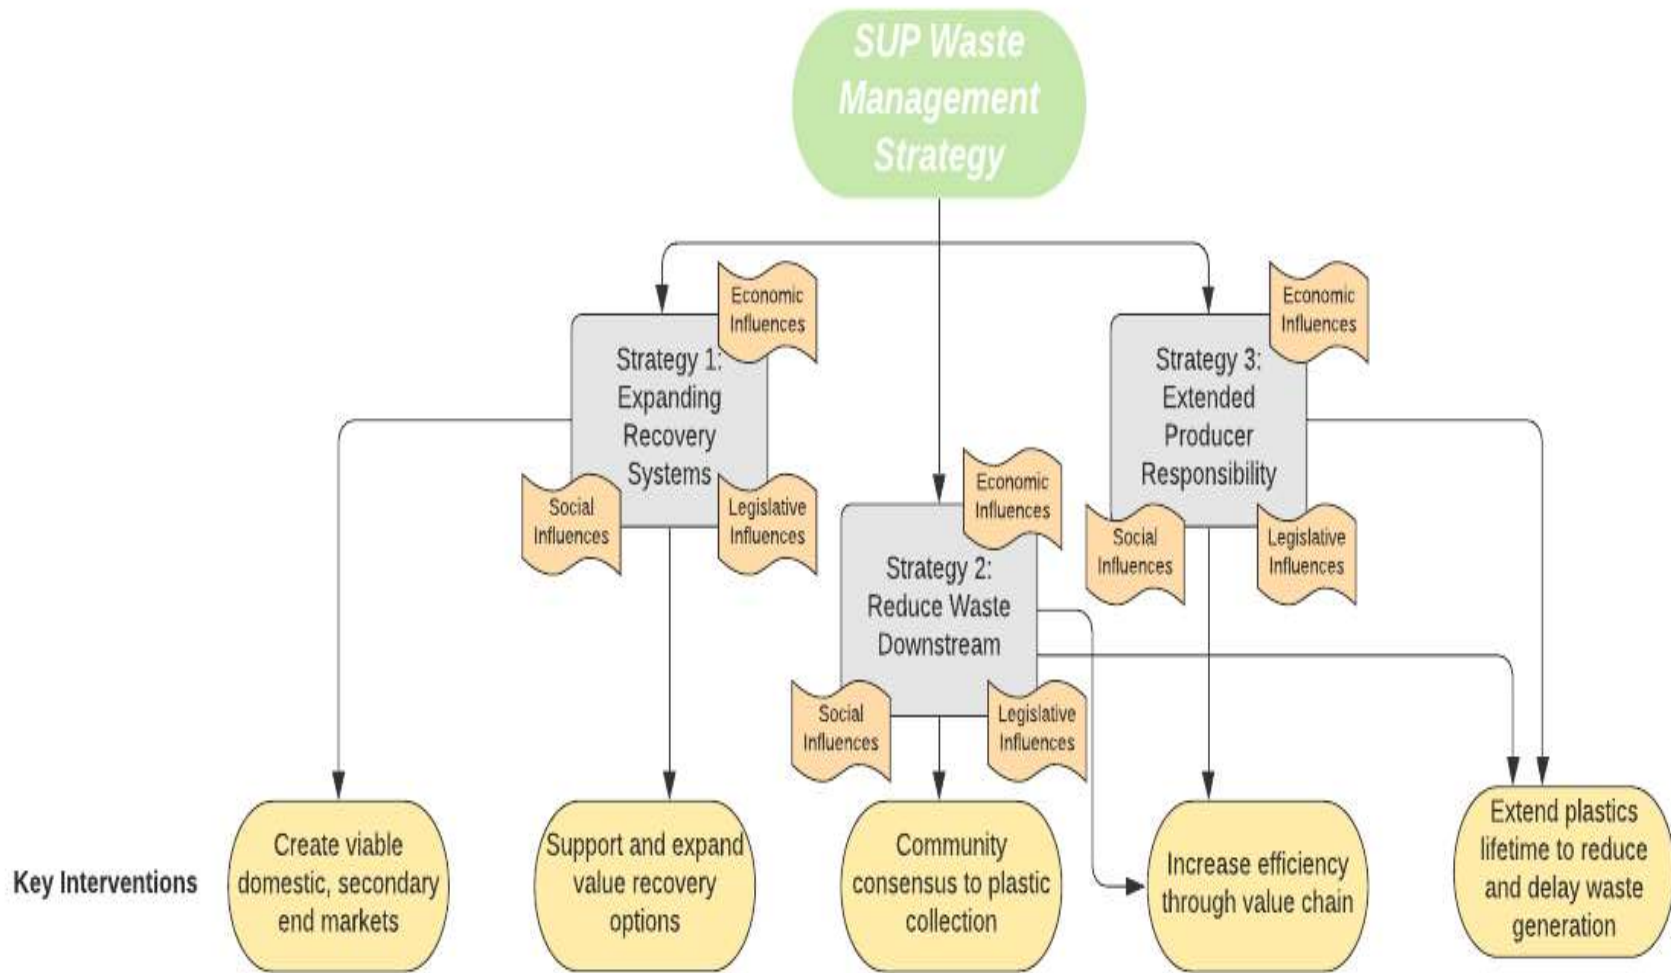 SUP Waste
Management
Strategy
Economic
Influences
Strategy 1:
Expanding
Recovery
Systems
Social
Influences
Legislative
Influences
Economic
Influences
Strategy 2:
Reduce Waste
Downstream
Social
Influences
Legislative
Influences
Economic
Influences
Strategy 3:
Extended
Producer
Responsibility
Social
Influences
Legislative
Influences
Key Interventions
Create viable
domestic, secondary
end markets
Support and expand
value recovery
options
Community
consensus to plastic
collection
Increase efficiency
through value chain
Extend plastics
lifetime to reduce
and delay waste
generation